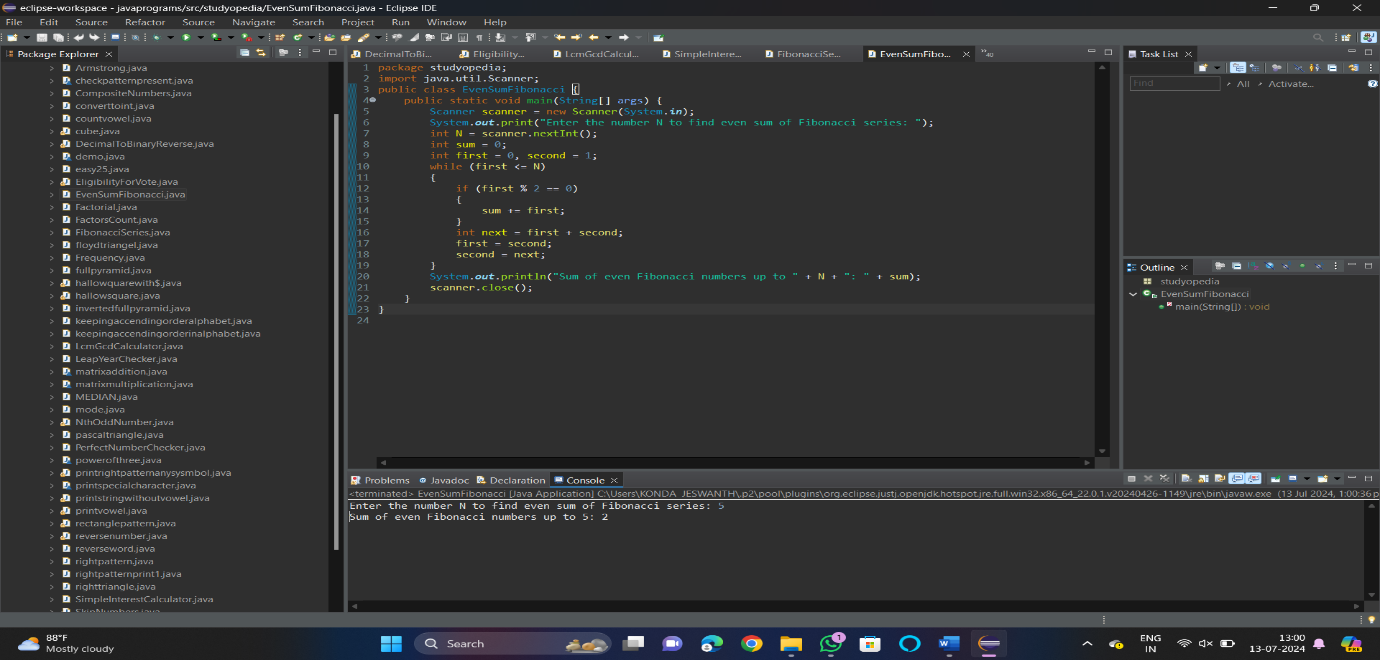 eclipse-workspace - javaprograms/src/studyopedia/EvenSumFibonacci.java - Eclipse IDE
File Edit Source Refactor Source Navigate Search Project Run Window Help
Package Explorer
Armstrong.java
checkpatternpresent.java
CompositeNumbers.java
converttoint.java
countvowel.java
cube.java
DecimalToBinaryReverse.java
demo.java
easy25.java
EligibilityForVote.java
EvenSumFibonacci.java
Factorial.java
FactorsCount.java
FibonacciSeries.java
floydtriangel.java
Frequency.java
fullpyramid.java
hallowquarewith$.java
hallowsquare.java
invertedfullpyramid.java
keepingaccendingorderalphabet.java
keepingaccendingorderinalphabet.java
LcmGcdCalculator.java
LeapYearChecker.java
matrixaddition.java
matrixmultiplication.java
MEDIAN.java
mode.java
NthOddNumber.java
pascaltriangle.java
PerfectNumberChecker.java
powerofthree.java
printrightpatternanysysmbol.java
printspecialcharacter.java
printstringwithoutvowel.java
printvowel.java
rectanglepattern.java
reversenumber.java
reverseword.java
rightpattern.java
rightpatternprint1.java
righttriangle.java
SimpleInterestCalculator.java
SkipNumbers.java
DecimalToBi... Eligibility.... LcmGcdCalcul... SimpleIntere... FibonacciSe... EvenSumFibo... 40
1 package studyopedia;
2 import java.util.Scanner;
3 public class EvenSumFibonacci {
4 public static void main(String[] args) {
5 Scanner scanner = new Scanner(System.in);
6 System.out.print("Enter the number N to find even sum of Fibonacci series: ");
7 int N = scanner.nextInt();
8 int sum = 0;
9 int first = 0, second = 1;
10 while (first <= N)
11 {
12 if (first % 2 == 0)
13 {
14 sum += first;
15 }
16 int next = first + second;
17 first = second;
18 second = next;
19 }
20 System.out.println("Sum of even Fibonacci numbers up to " + N + ": " + sum);
21 scanner.close();
22 }
23 }
24
Problems Javadoc Declaration Console
<terminated> EvenSumFibonacci [Java Application] C:\Users\KONDA JESWANTH\.p2\pool\plugins\org.eclipse.justj.openjdk.hotspot.jre.full.win32.x86_64_22.0.1.v20240426-1149\jre\bin\javaw.exe (13 Jul 2024, 1:00:36 p
Enter the number N to find even sum of Fibonacci series: 5
Sum of even Fibonacci numbers up to 5: 2
Task List
Find All Activate...
Outline
studyopedia
EvenSumFibonacci
main(String[]) : void
88°F
Mostly cloudy
Search
1
ENG
IN
13:00
13-07-2024
PRE